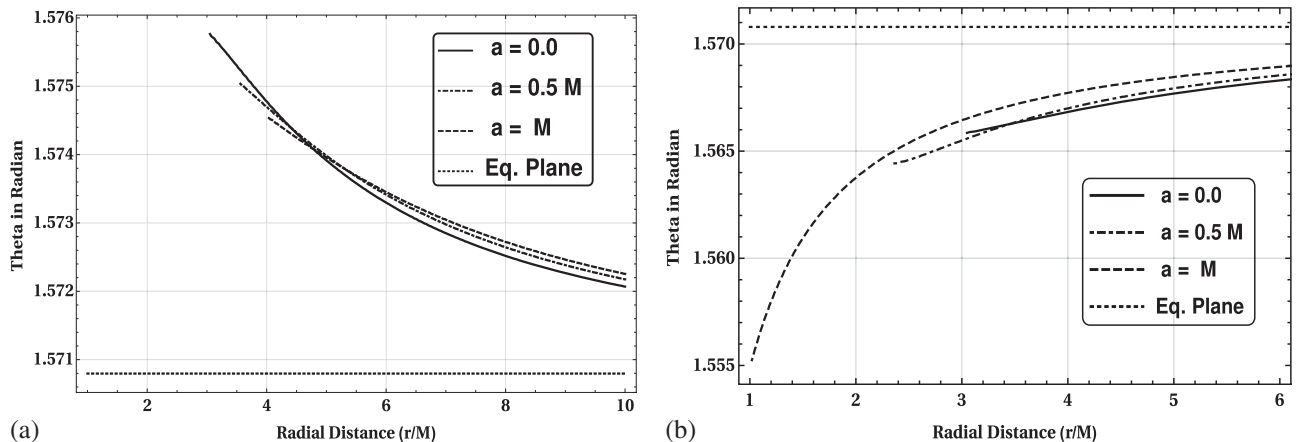 1.576
1.575
1.574
1.573
1.572
1.571
Theta in Radian
a = 0.0
a = 0.5 M
a = M
Eq. Plane
2 4 6 8 10
Radial Distance (r/M)
(a)
1.570
1.565
1.560
1.555
Theta in Radian
a = 0.0
a = 0.5 M
a = M
Eq. Plane
1 2 3 4 5 6
Radial Distance (r/M)
(b)